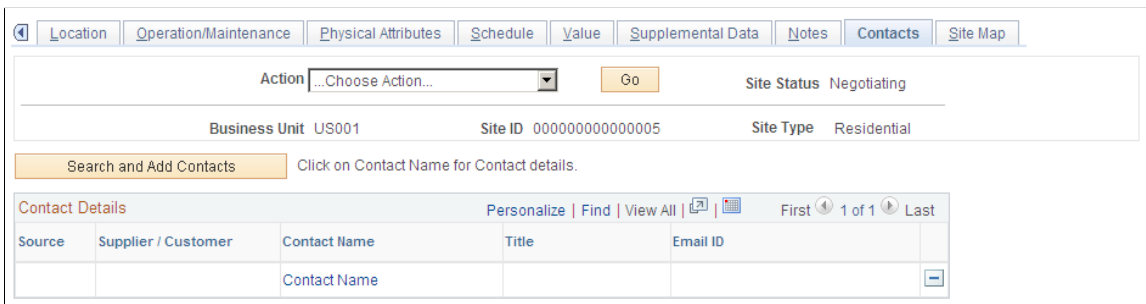 Location Operation/Maintenance Physical Attributes Schedule Value Supplemental Data Notes Contacts Site Map
Action ...Choose Action... Go Site Status Negotiating
Business Unit US001 Site ID 000000000000005 Site Type Residential
Search and Add Contacts Click on Contact Name for Contact details.
Contact Details Personalize | Find | View All | | First 1 of 1 Last
Source Supplier / Customer Contact Name Title Email ID
Contact Name